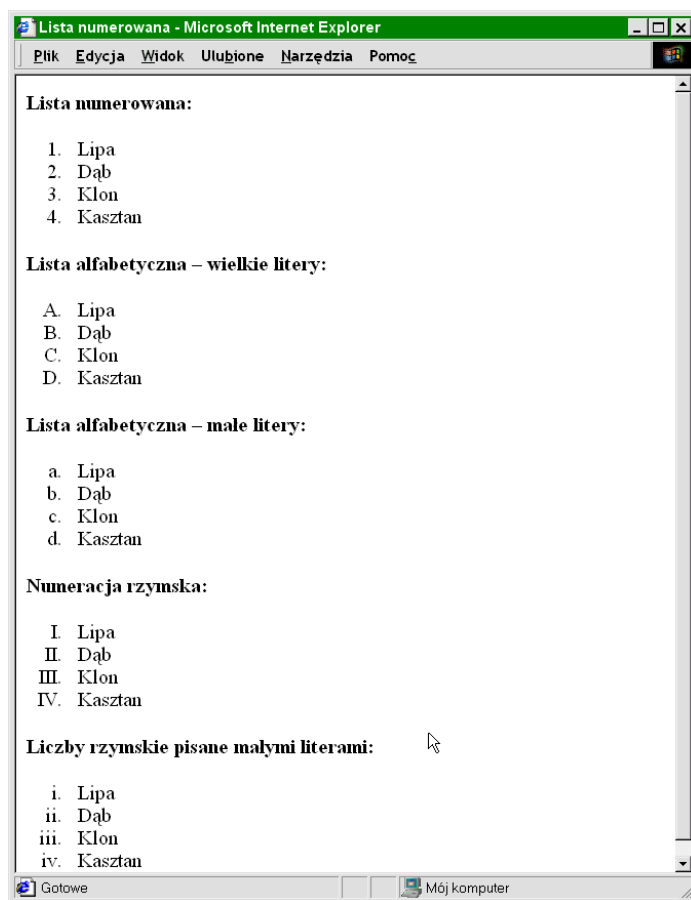 Lista numerowana - Microsoft Internet Explorer
Plik Edycja Widok Ulubione Narzędzia Pomoc
Lista numerowana:
1. Lipa
2. Dąb
3. Klon
4. Kasztan
Lista alfabetyczna – wielkie litery:
A. Lipa
B. Dąb
C. Klon
D. Kasztan
Lista alfabetyczna – male litery:
a. Lipa
b. Dąb
c. Klon
d. Kasztan
Numeracja rzymska:
I. Lipa
II. Dąb
III. Klon
IV. Kasztan
Liczby rzymskie pisane małymi literami:
i. Lipa
ii. Dąb
iii. Klon
iv. Kasztan
Gotowe Mój komputer